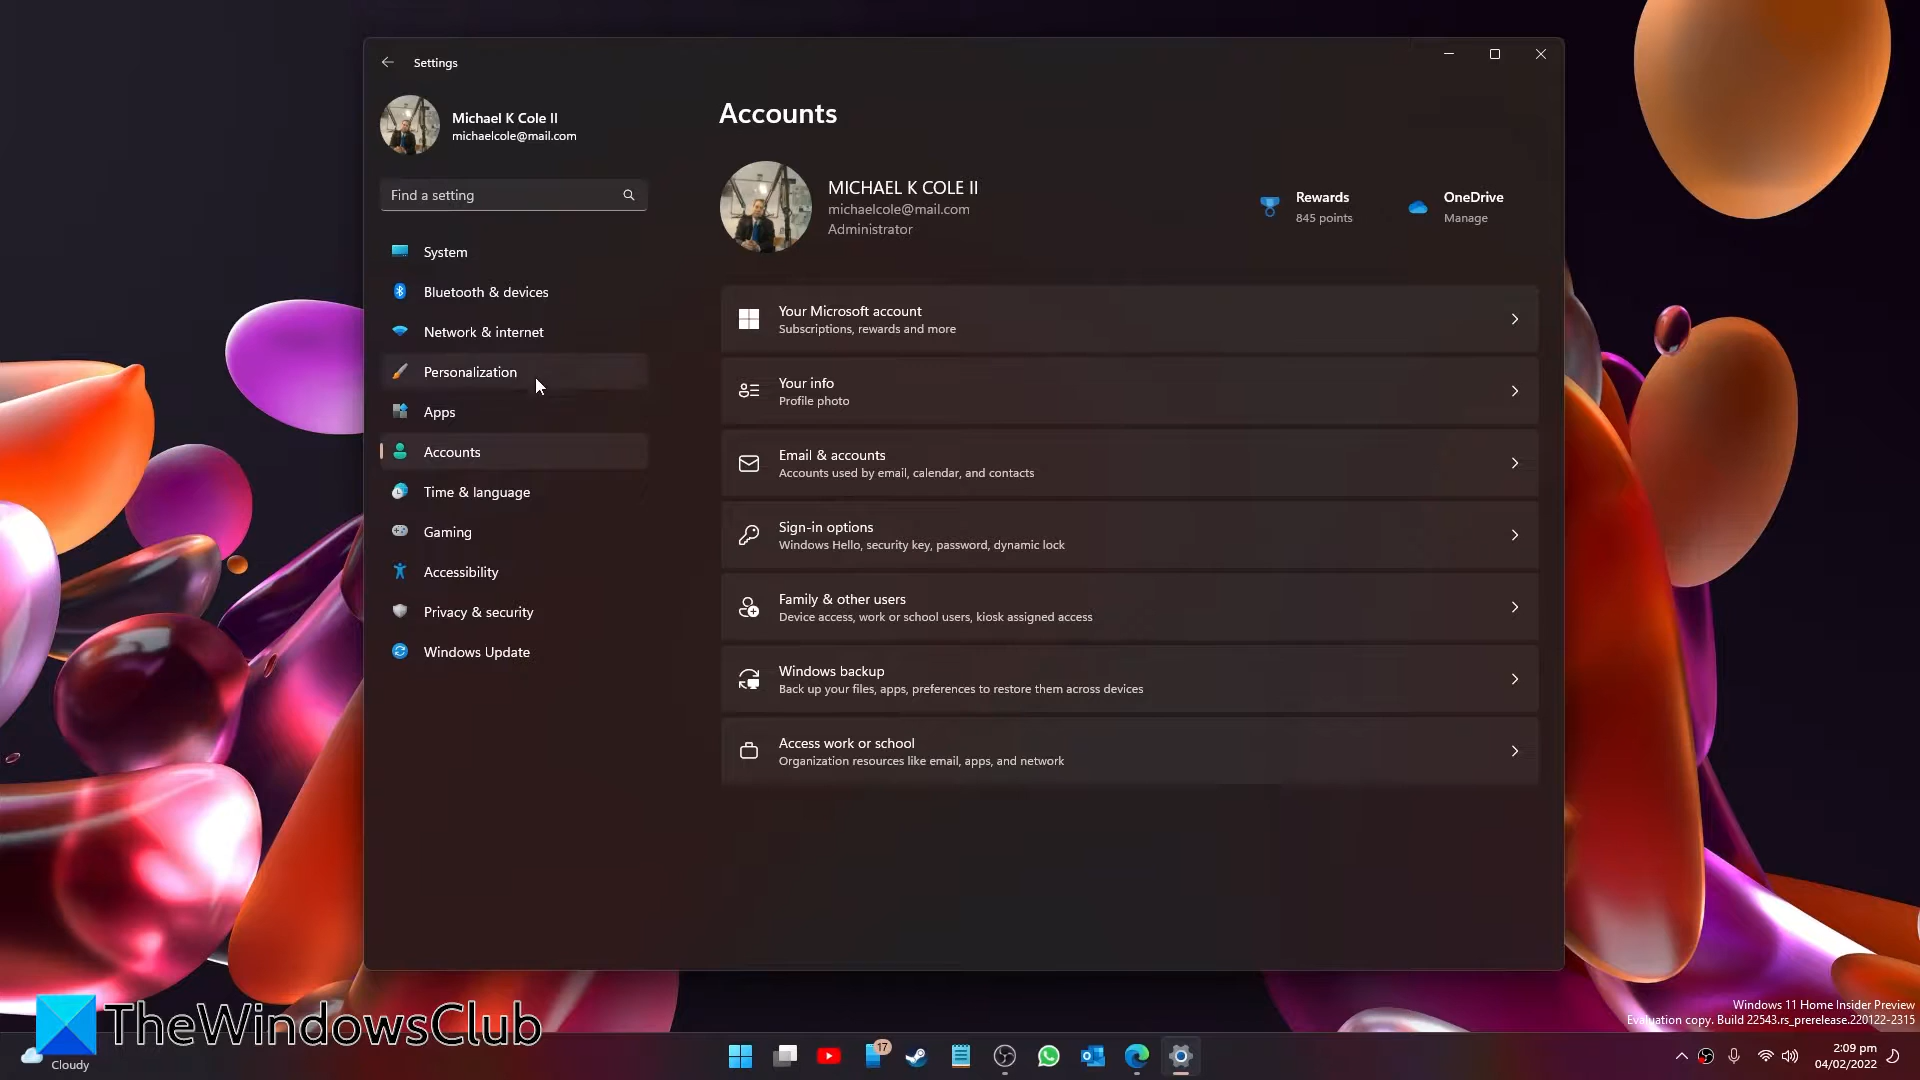 Settings
Michael K Cole II
michaelcole@mail.com
Find a setting
System
Bluetooth & devices
Network & internet
Personalization
Apps
Accounts
Time & language
Gaming
Accessibility
Privacy & security
Windows Update
Accounts
MICHAEL K COLE II
michaelcole@mail.com
Administrator
Rewards
845 points
OneDrive
Manage
Your Microsoft account
Subscriptions, rewards and more
Your info
Profile photo
Email & accounts
Accounts used by email, calendar, and contacts
Sign-in options
Windows Hello, security key, password, dynamic lock
Family & other users
Device access, work or school users, kiosk assigned access
Windows backup
Back up your files, apps, preferences to restore them across devices
Access work or school
Organization resources like email, apps, and network
Windows 11 Home Insider Preview
Evaluation copy. Build 22543.rs_prerelease.220122-2315
TheWindowsClub
Cloudy
17
2:09 pm
04/02/2022